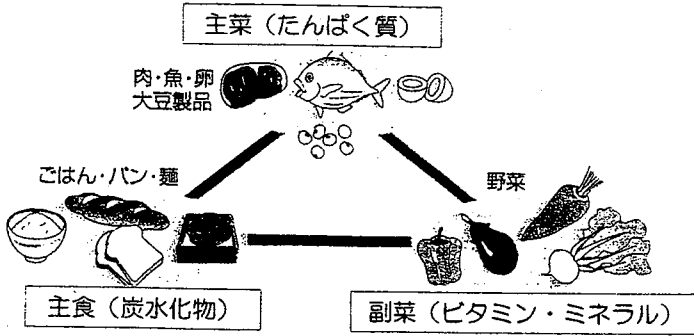 主菜（たんぱく質）
肉・魚・卵
大豆製品
ごはん・パン・麺
野菜
主食（炭水化物）
副菜（ビタミン・ミネラル）